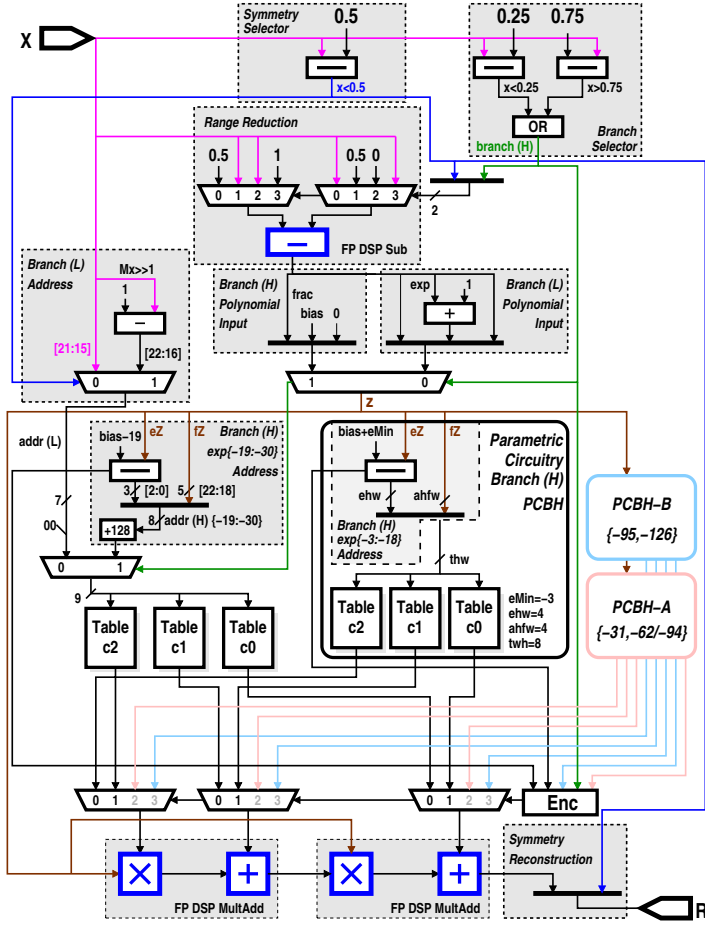 Symmetry
Selector
0.5
0.25 0.75
X
x<0.5
x<0.25
x>0.75
OR
branch (H)
Branch
Selector
Range Reduction
0.5
1
0.5 0
0 1 2 3
0 1 2 3
2
FP DSP Sub
Branch (L)
Address
Mx>>1
1
[21:15]
[22:16]
0 1
Branch (H)
Polynomial
Input
frac
bias 0
exp
1
+
Branch (L)
Polynomial
Input
1 0
z
addr (L)
7
00
bias−19
eZ
fZ
Branch (H)
exp{−19:−30}
Address
3 [2:0]
5 [22:18]
+128
8 addr (H) {−19:−30}
0 1
9
Table
c2
Table
c1
Table
c0
bias+eMin
eZ
fZ
ehw
ahfw
Branch (H)
exp{−3:−18}
Address
Parametric
Circuitry
Branch (H)
PCBH
thw
Table
c2
Table
c1
Table
c0
eMin=−3
ehw=4
ahfw=4
twh=8
PCBH−B
{−95,−126}
PCBH−A
{−31,−62/−94}
0 1 2 3
0 1 2 3
0 1 2 3
Enc
×
+
FP DSP MultAdd
×
+
FP DSP MultAdd
Symmetry
Reconstruction
R